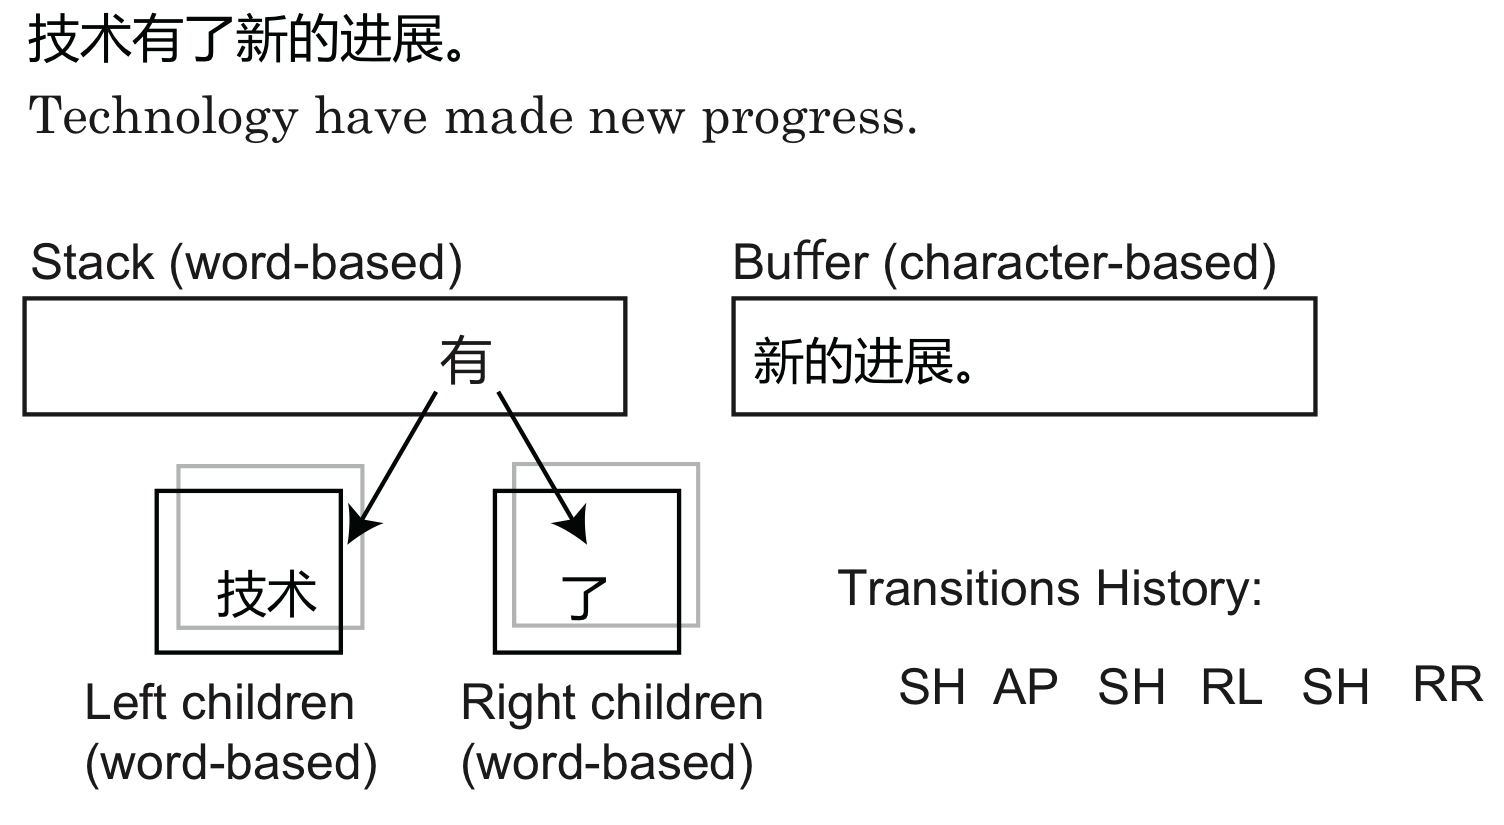 技术有了新的进展。
Technology have made new progress.
Stack (word-based)
Buffer (character-based)
有
新的进展。
技术
了
Transitions History:
SH AP SH RL SH RR
Left children
(word-based)
Right children
(word-based)